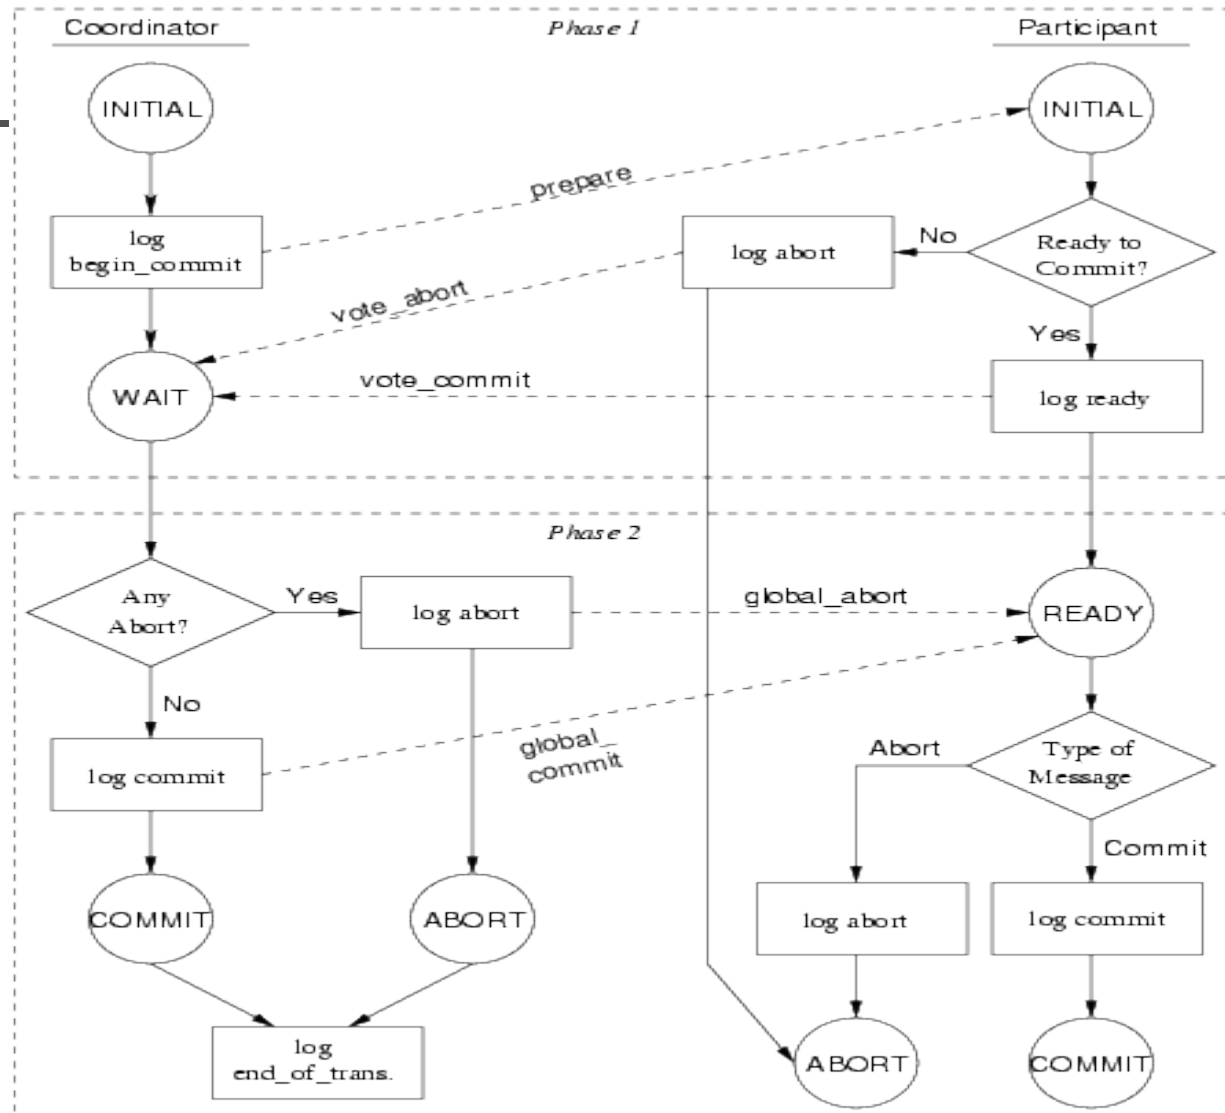 Coordinator
Phase 1
Participant
INITIAL
INITIAL
prepare
log
begin_commit
log abort
No
Ready to
Commit?
vote_abort
Yes
WAIT
vote_commit
log ready
Phase 2
Any
Abort?
Yes
log abort
global_abort
READY
No
log commit
global_
commit
Abort
Type of
Message
Commit
COMMIT
ABORT
log abort
log commit
log
end_of_trans.
ABORT
COMMIT